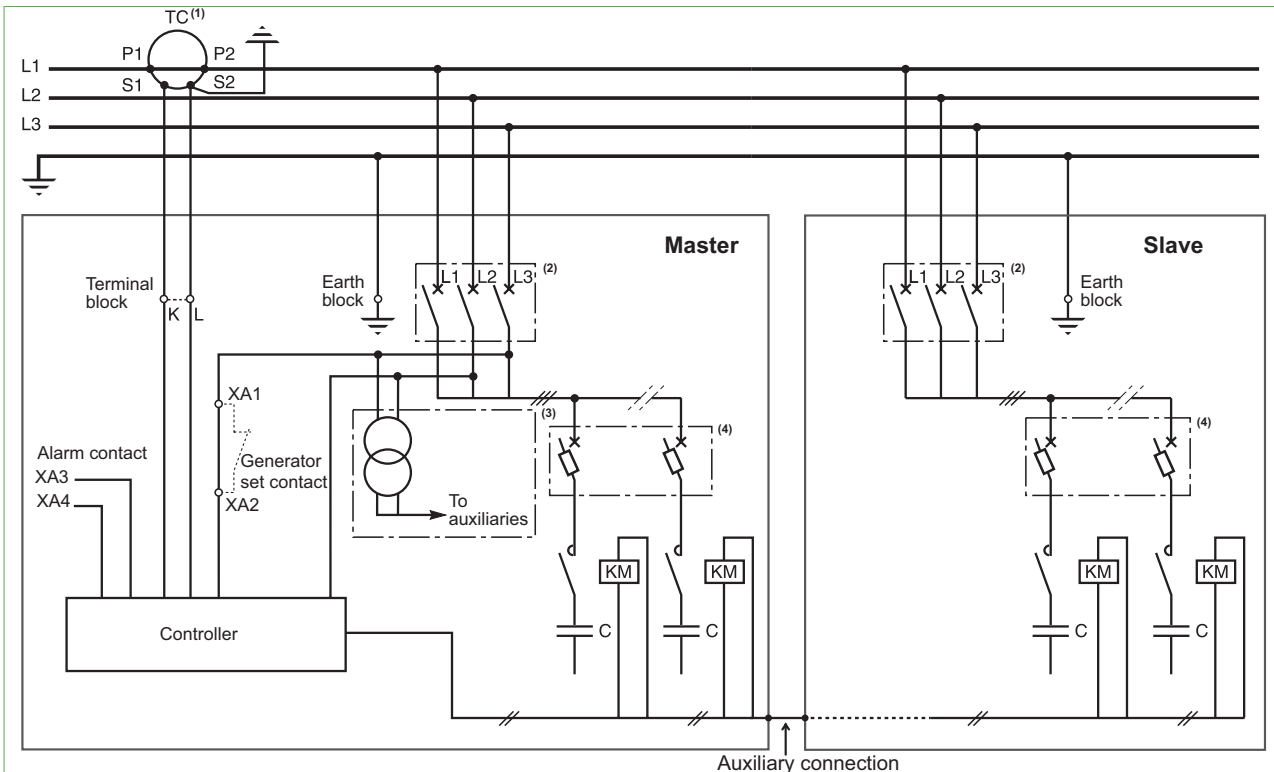 TC(1)
P1
P2
L1
S1
S2
L2
L3
Master
Slave
L1
L2
L3
(2)
L1
L2
L3
(2)
Terminal
block
K
L
Earth
block
Earth
block
XA1
(3)
(4)
(4)
Alarm contact
XA3
XA4
Generator
set contact
XA2
To
auxiliaries
KM
KM
KM
KM
Controller
C
C
C
C
Auxiliary connection